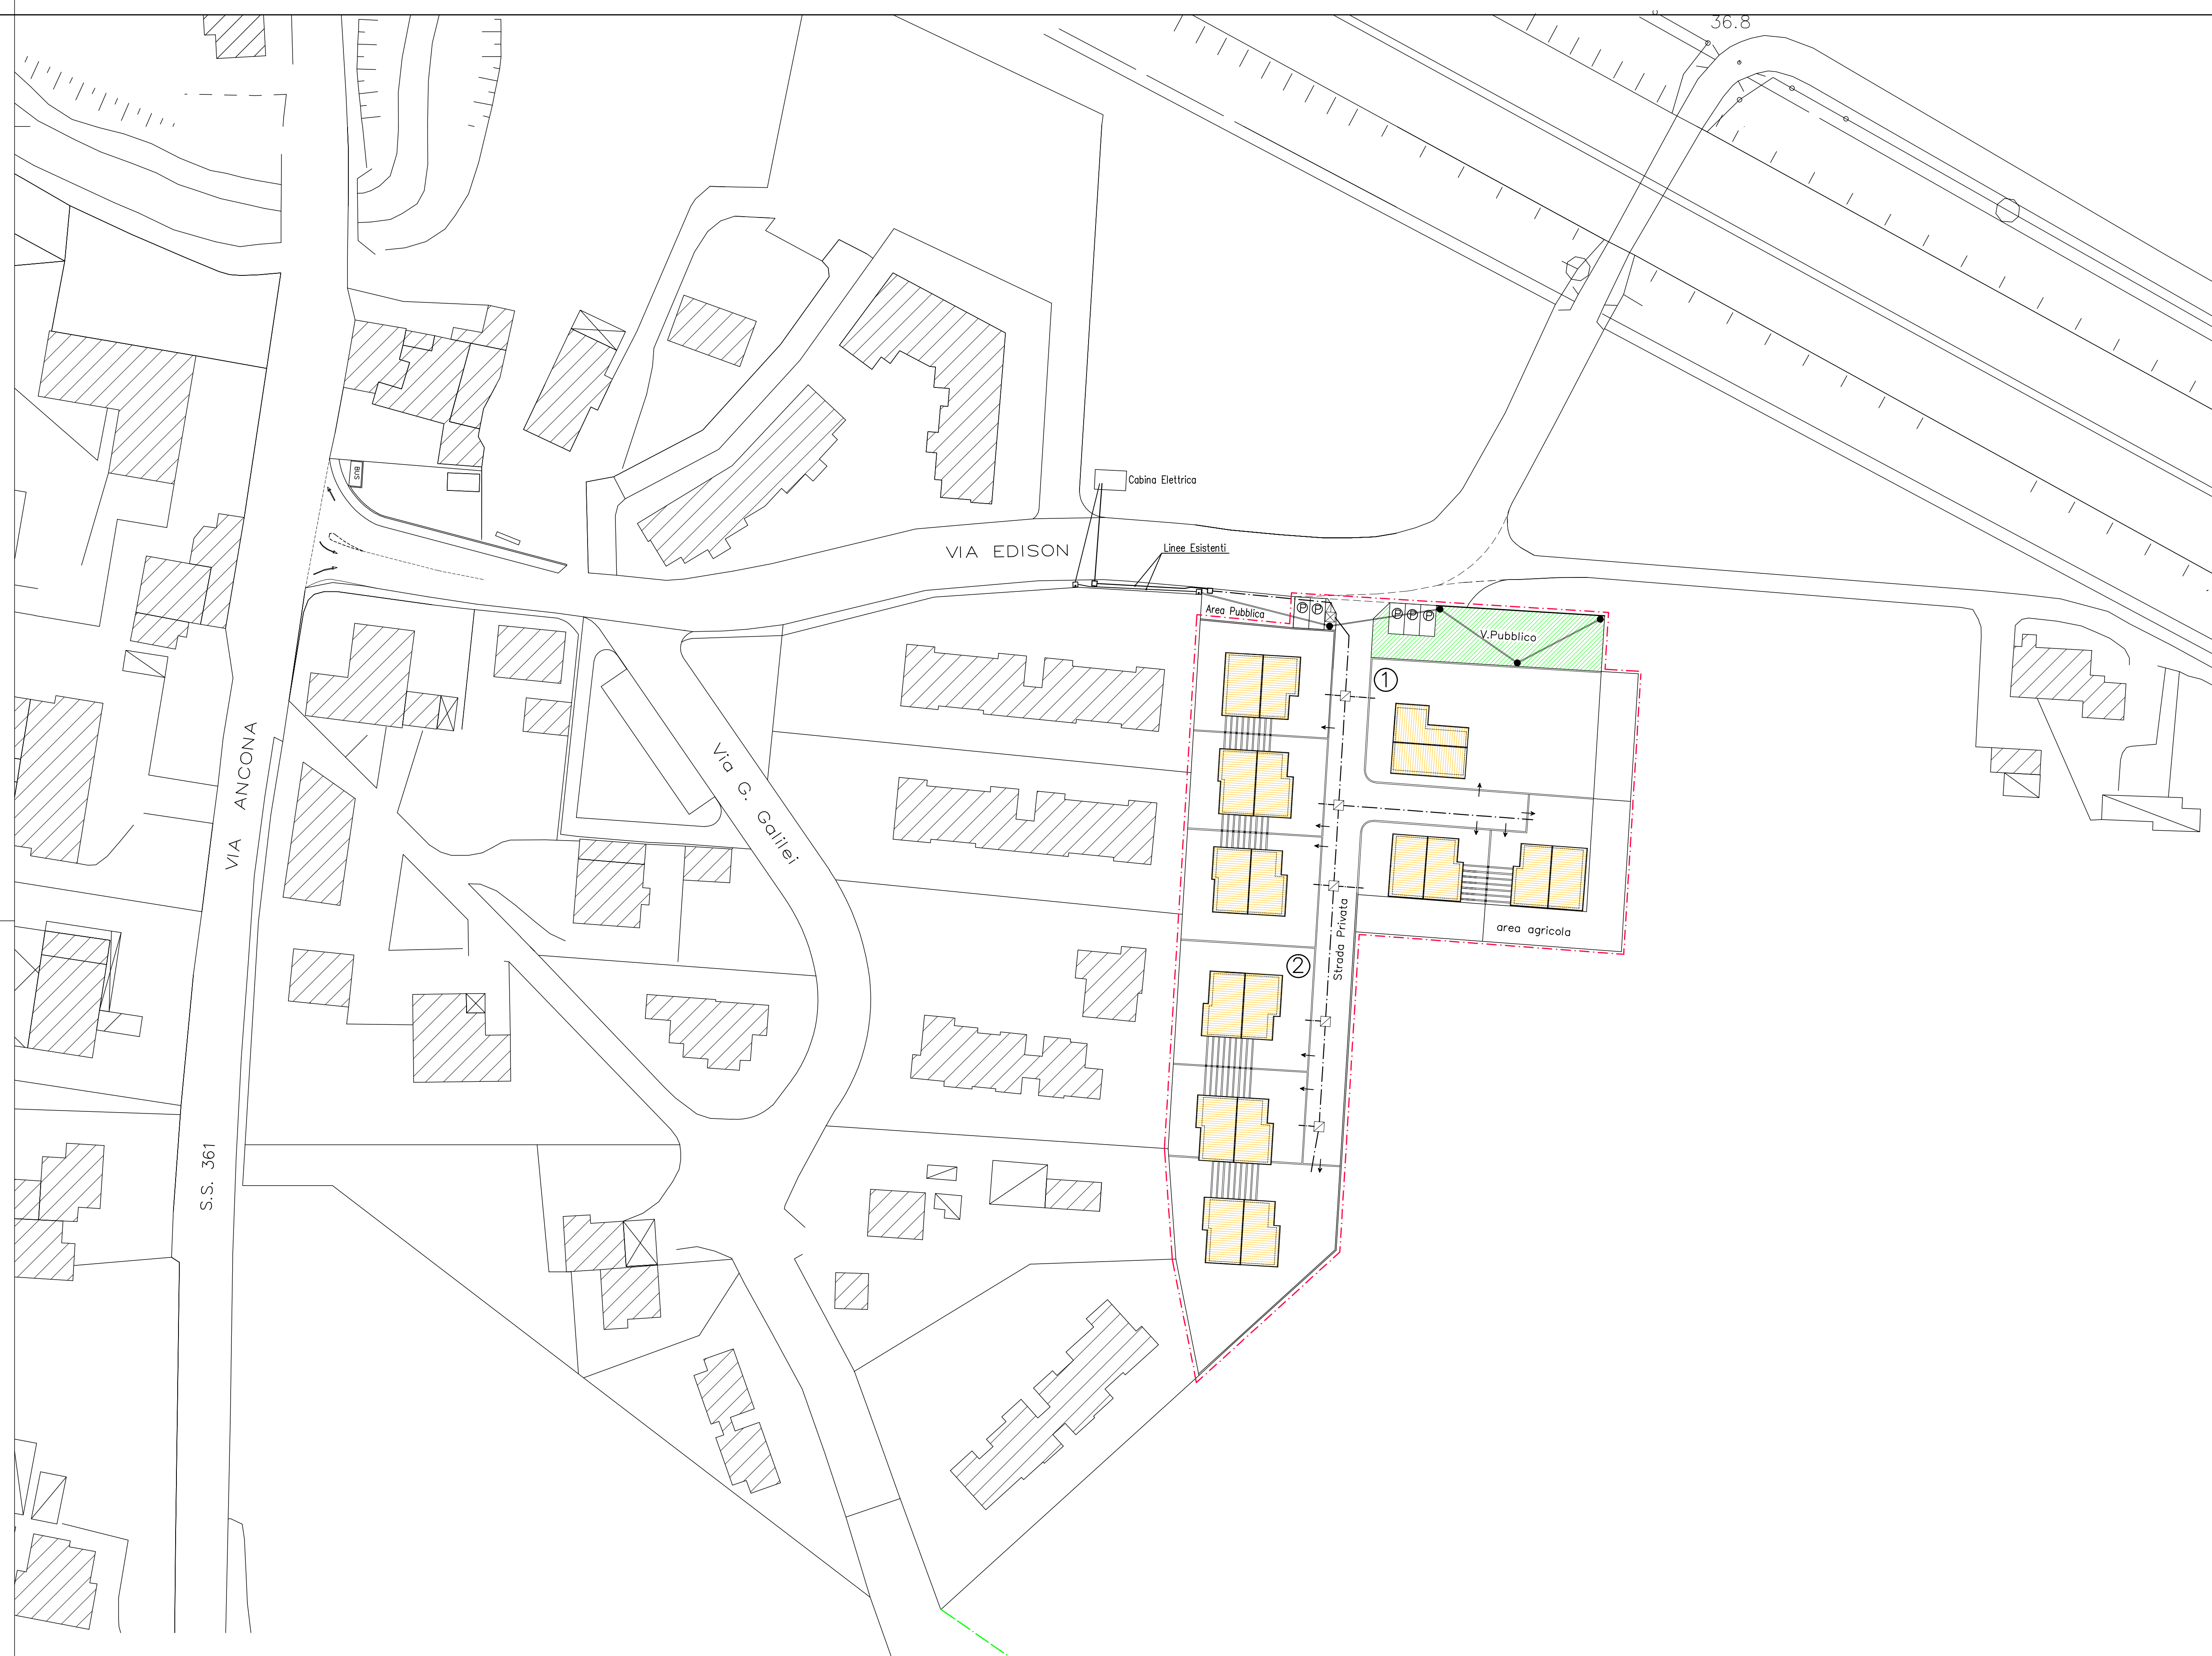 36.8
BUS
Cabina Elettrica
Linee Esistenti
VIA EDISON
Area Pubblica
P P
P P P
V.Pubblico
1
Via G. Galilei
VIA ANCONA
Strada Privata
area agricola
2
S.S. 361